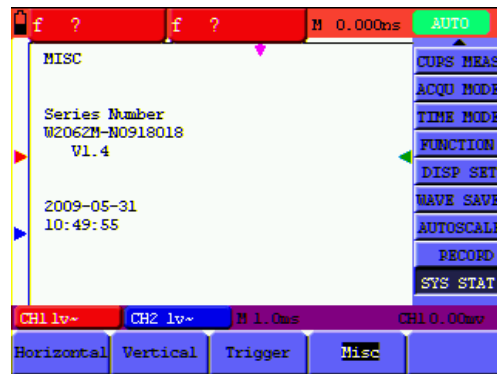 f ? f ? M 0.000ns AUTO
MISC
Series Number
W2062M-N0918018
V1.4
2009-05-31
10:49:55
CUPS MEAS
ACQU MODE
TIME MODE
FUNCTION
DISP SET
WAVE SAVE
AUTOSCALE
RECORD
SYS STAT
CH1 1v~ CH2 1v~ M 1.0ms CH1 0.00mv
Horizontal Vertical Trigger Misc